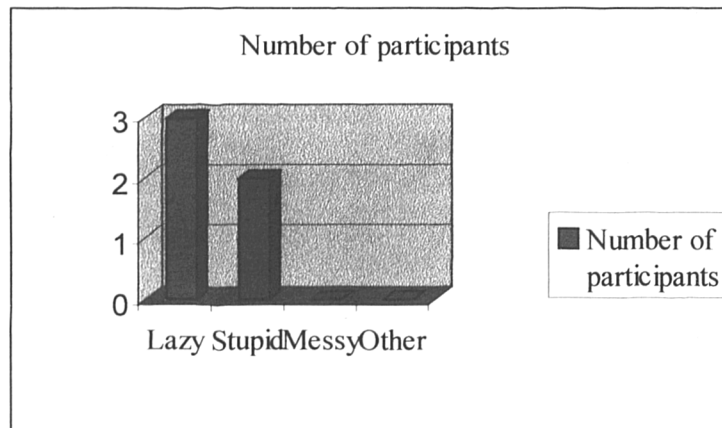 Number of participants
3
2
1
0
Lazy StupidMessyOther
Number of
participants